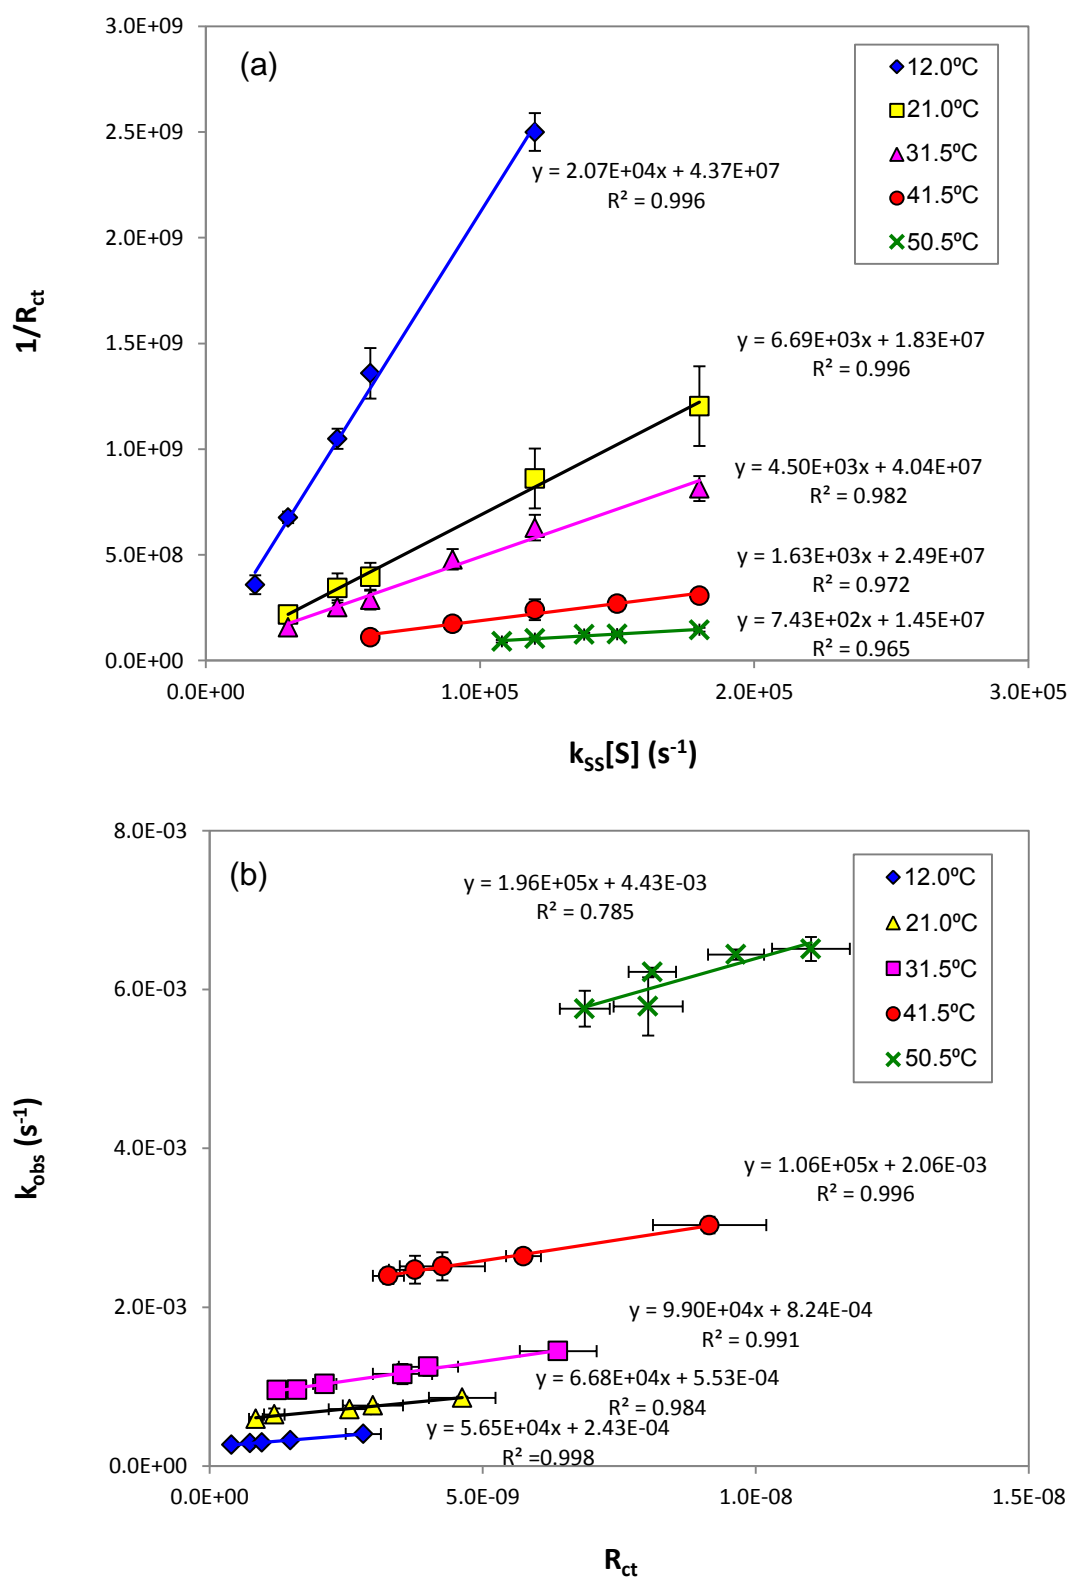 3.0E+09
(a)
12.0ºC
21.0ºC
31.5ºC
41.5ºC
50.5ºC
2.5E+09
y = 2.07E+04x + 4.37E+07
R² = 0.996
2.0E+09
1/Rct
1.5E+09
y = 6.69E+03x + 1.83E+07
R² = 0.996
1.0E+09
y = 4.50E+03x + 4.04E+07
R² = 0.982
5.0E+08
y = 1.63E+03x + 2.49E+07
R² = 0.972
y = 7.43E+02x + 1.45E+07
R² = 0.965
0.0E+00
0.0E+00 1.0E+05 2.0E+05 3.0E+05
kSS[S] (s-1)
8.0E-03
(b)
12.0ºC
21.0ºC
31.5ºC
41.5ºC
50.5ºC
y = 1.96E+05x + 4.43E-03
R² = 0.785
6.0E-03
kobs (s-1)
4.0E-03
y = 1.06E+05x + 2.06E-03
R² = 0.996
2.0E-03
y = 9.90E+04x + 8.24E-04
R² = 0.991
y = 6.68E+04x + 5.53E-04
R² = 0.984
y = 5.65E+04x + 2.43E-04
R² =0.998
0.0E+00
0.0E+00 5.0E-09 1.0E-08 1.5E-08
Rct